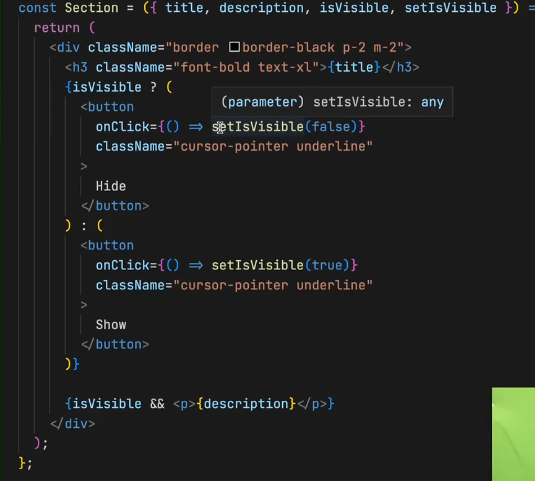 const Section = ({ title, description, isVisible, setIsVisible }) =
return (
<div className="border border-black p-2 m-2">
<h3 className="font-bold text-xl">{title}</h3>
{isVisible ? (
<button
(parameter) setIsVisible: any
onClick={() => setIsVisible(false)}
className="cursor-pointer underline"
>
Hide
</button>
) : (
<button
onClick={() => setIsVisible(true)}
className="cursor-pointer underline"
>
Show
</button>
)}
{isVisible && <p>{description}</p>}
</div>
);
};